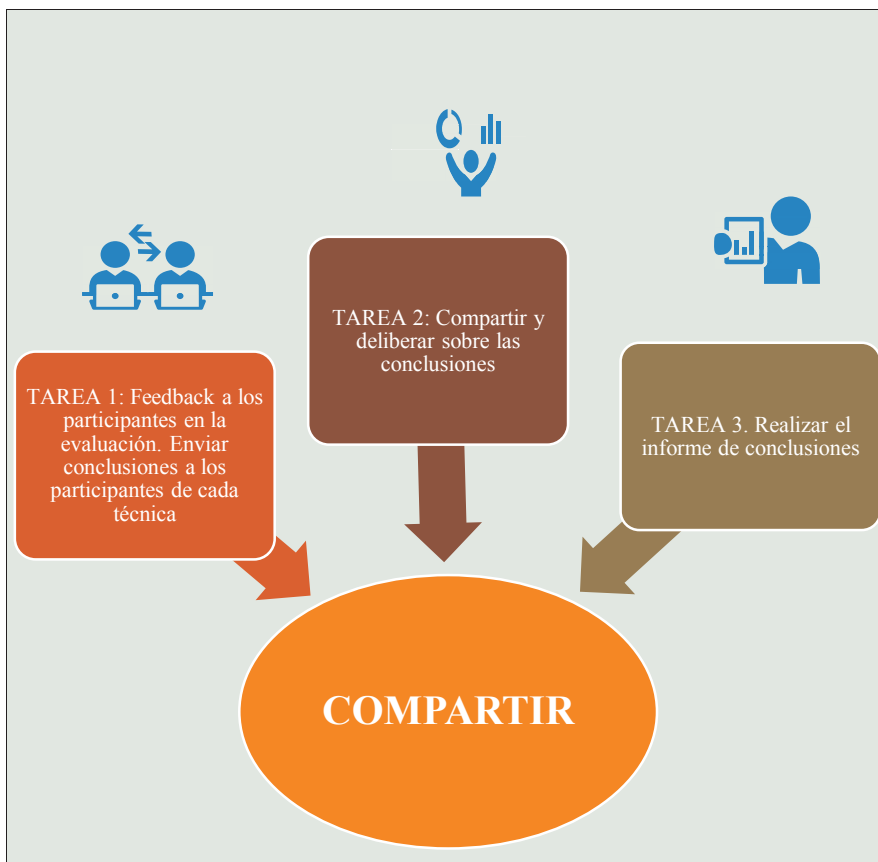 TAREA 1: Feedback a los
participantes en la
evaluación. Enviar
conclusiones a los
participantes de cada
técnica
TAREA 2: Compartir y
deliberar sobre las
conclusiones
TAREA 3. Realizar el
informe de conclusiones
COMPARTIR